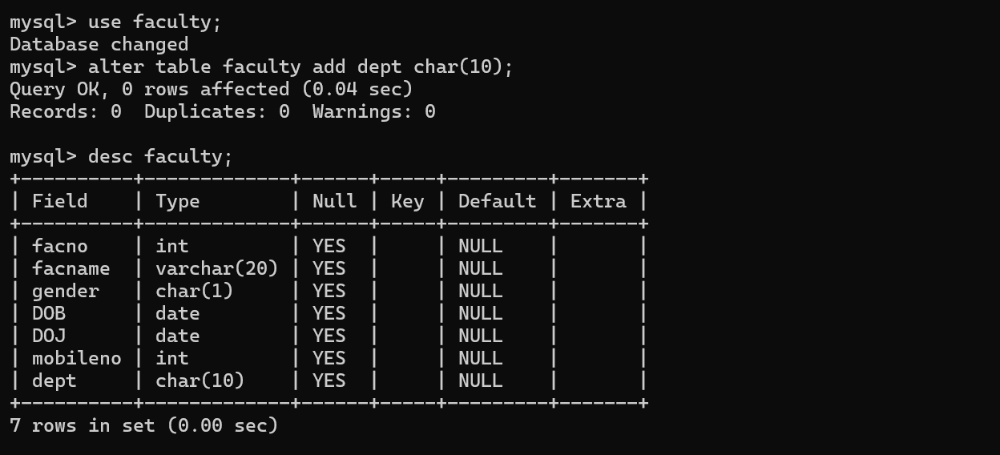 mysql> use faculty;
Database changed
mysql> alter table faculty add dept char(10);
Query OK, 0 rows affected (0.04 sec)
Records: 0  Duplicates: 0  Warnings: 0

mysql> desc faculty;
+----------+-------------+------+-----+---------+-------+
| Field    | Type        | Null | Key | Default | Extra |
+----------+-------------+------+-----+---------+-------+
| facno    | int         | YES  |     | NULL    |       |
| facname  | varchar(20) | YES  |     | NULL    |       |
| gender   | char(1)     | YES  |     | NULL    |       |
| DOB      | date        | YES  |     | NULL    |       |
| DOJ      | date        | YES  |     | NULL    |       |
| mobileno | int         | YES  |     | NULL    |       |
| dept     | char(10)    | YES  |     | NULL    |       |
+----------+-------------+------+-----+---------+-------+
7 rows in set (0.00 sec)